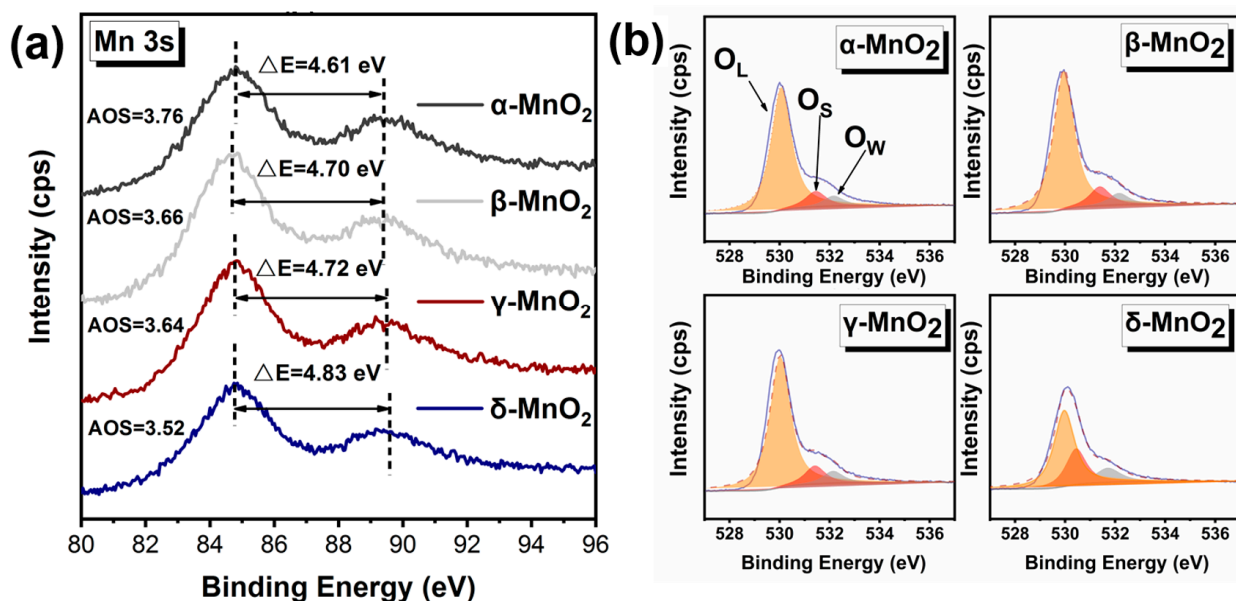 (a)
Mn 3s
△E=4.61 eV
AOS=3.76
α-MnO₂
△E=4.70 eV
AOS=3.66
β-MnO₂
△E=4.72 eV
AOS=3.64
γ-MnO₂
△E=4.83 eV
AOS=3.52
δ-MnO₂
Intensity (cps)
80 82 84 86 88 90 92 94 96
Binding Energy (eV)
(b)
α-MnO₂
O_L
O_S
O_W
Intensity (cps)
528 530 532 534 536
Binding Energy (eV)
β-MnO₂
Intensity (cps)
528 530 532 534 536
Binding Energy (eV)
γ-MnO₂
Intensity (cps)
528 530 532 534 536
Binding Energy (eV)
δ-MnO₂
Intensity (cps)
528 530 532 534 536
Binding Energy (eV)